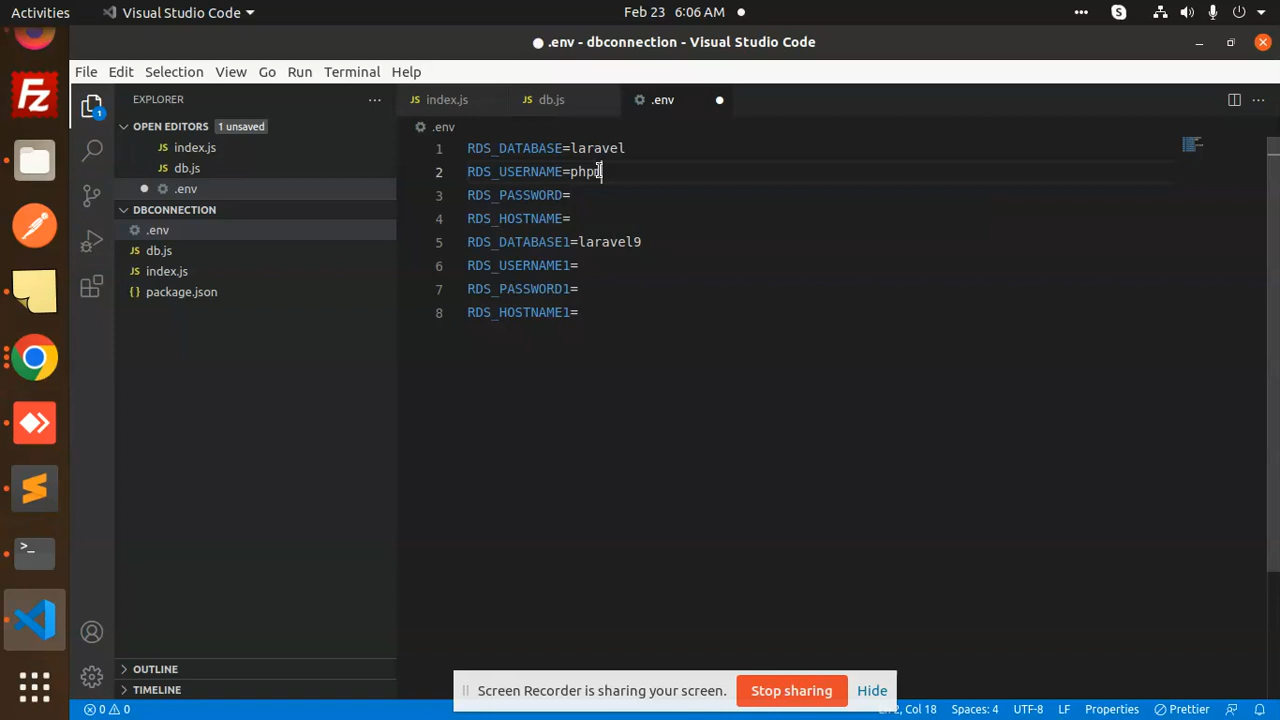 Activities
Visual Studio Code
Feb 23 6:06 AM
.env - dbconnection - Visual Studio Code
File Edit Selection View Go Run Terminal Help
EXPLORER
index.js
db.js
.env
OPEN EDITORS 1 unsaved
index.js
db.js
.env
DBCONNECTION
.env
db.js
index.js
package.json
OUTLINE
TIMELINE
.env
1 RDS_DATABASE=laravel
2 RDS_USERNAME=php
3 RDS_PASSWORD=
4 RDS_HOSTNAME=
5 RDS_DATABASE1=laravel9
6 RDS_USERNAME1=
7 RDS_PASSWORD1=
8 RDS_HOSTNAME1=
Screen Recorder is sharing your screen. Stop sharing Hide
0 0
Ln 2, Col 18 Spaces: 4 UTF-8 LF Properties Prettier